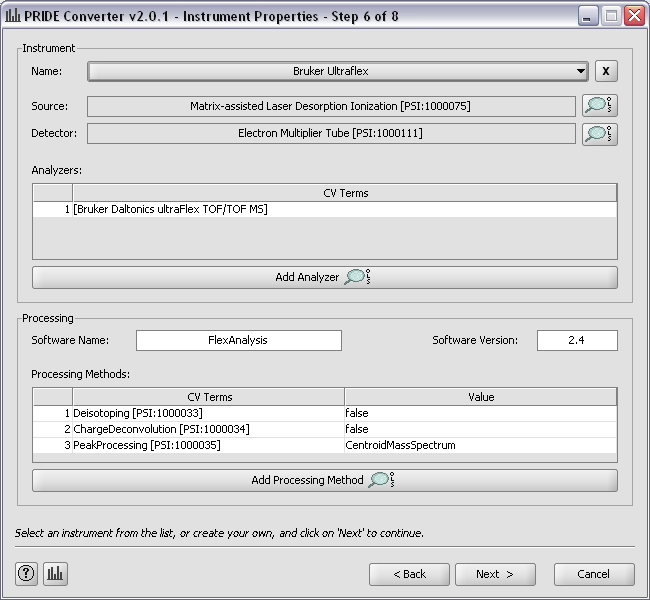 PRIDE Converter v2.0.1 - Instrument Properties - Step 6 of 8
Instrument
Name: Bruker Ultraflex X
Source: Matrix-assisted Laser Desorption Ionization [PSI:1000075] OLS
Detector: Electron Multiplier Tube [PSI:1000111] OLS
Analyzers:
CV Terms
1 [Bruker Daltonics ultraFlex TOF/TOF MS]
Add Analyzer OLS
Processing
Software Name: FlexAnalysis Software Version: 2.4
Processing Methods:
CV Terms Value
1 Deisotoping [PSI:1000033] false
2 ChargeDeconvolution [PSI:1000034] false
3 PeakProcessing [PSI:1000035] CentroidMassSpectrum
Add Processing Method OLS
Select an instrument from the list, or create your own, and click on 'Next' to continue.
? < Back Next > Cancel